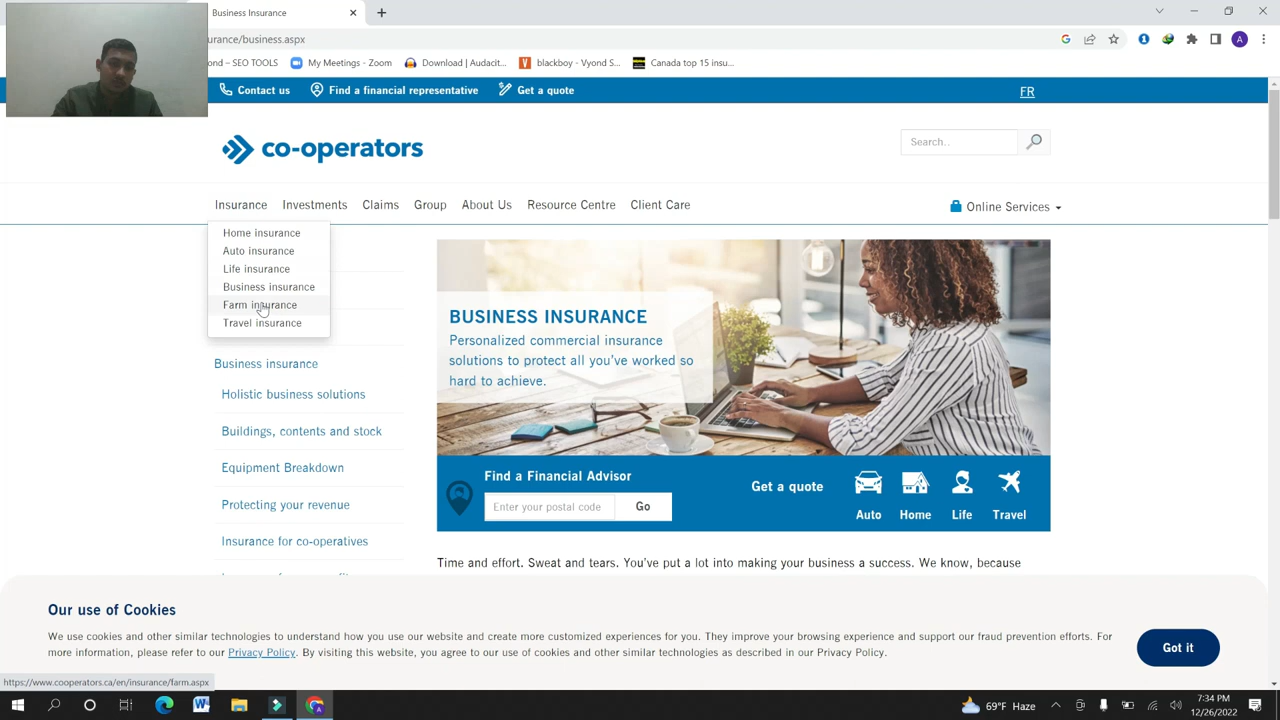 Business Insurance
urance/business.aspx
ond – SEO TOOLS
My Meetings - Zoom
Download | Audacit...
blackboy - Vyond S...
Canada top 15 insu...
Contact us
Find a financial representative
Get a quote
FR
co-operators
Search..
Insurance
Investments
Claims
Group
About Us
Resource Centre
Client Care
Online Services
Home insurance
Auto insurance
Life insurance
Business insurance
Farm insurance
Travel insurance
Business insurance
Holistic business solutions
Buildings, contents and stock
Equipment Breakdown
Protecting your revenue
Insurance for co-operatives
BUSINESS INSURANCE
Personalized commercial insurance
solutions to protect all you've worked so
hard to achieve.
Find a Financial Advisor
Enter your postal code
Go
Get a quote
Auto
Home
Life
Travel
Time and effort. Sweat and tears. You've put a lot into making your business a success. We know, because
Our use of Cookies
We use cookies and other similar technologies to understand how you use our website and create more customized experiences for you. They improve your browsing experience and support our fraud prevention efforts. For
more information, please refer to our Privacy Policy. By visiting this website, you agree to our use of cookies and other similar technologies as described in our Privacy Policy.
Got it
https://www.cooperators.ca/en/insurance/farm.aspx
69°F Haze
7:34 PM
12/26/2022